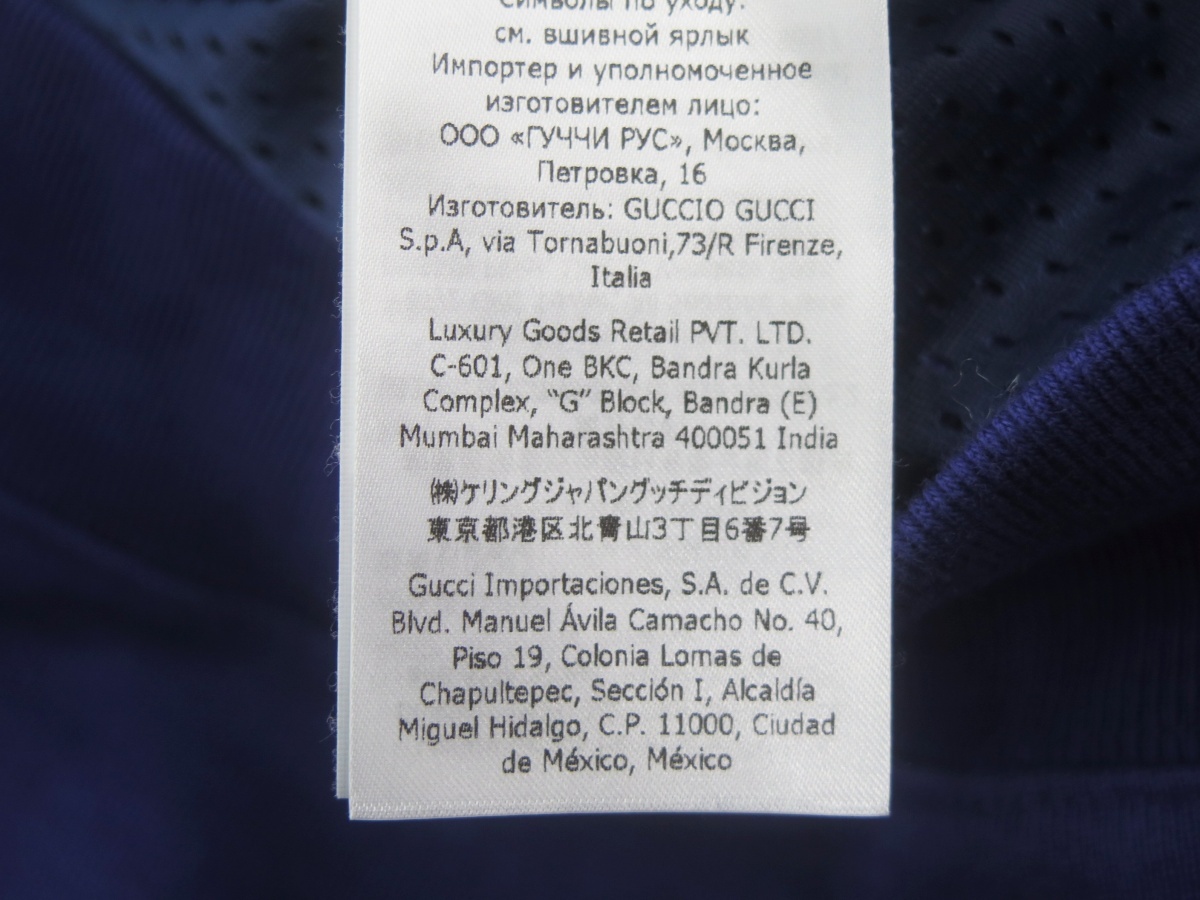 Символы по уходу:
см. вшивной ярлык
Импортер и уполномоченное
изготовителем лицо:
ООО «ГУЧЧИ РУС», Москва,
Петровка, 16
Изготовитель: GUCCIO GUCCI
S.p.A, via Tornabuoni,73/R Firenze,
Italia
Luxury Goods Retail PVT. LTD.
C-601, One BKC, Bandra Kurla
Complex, “G” Block, Bandra (E)
Mumbai Maharashtra 400051 India
㈱ケリングジャパングッチディビジョン
東京都港区北青山3丁目6番7号
Gucci Importaciones, S.A. de C.V.
Blvd. Manuel Ávila Camacho No. 40,
Piso 19, Colonia Lomas de
Chapultepec, Sección I, Alcaldía
Miguel Hidalgo, C.P. 11000, Ciudad
de México, México